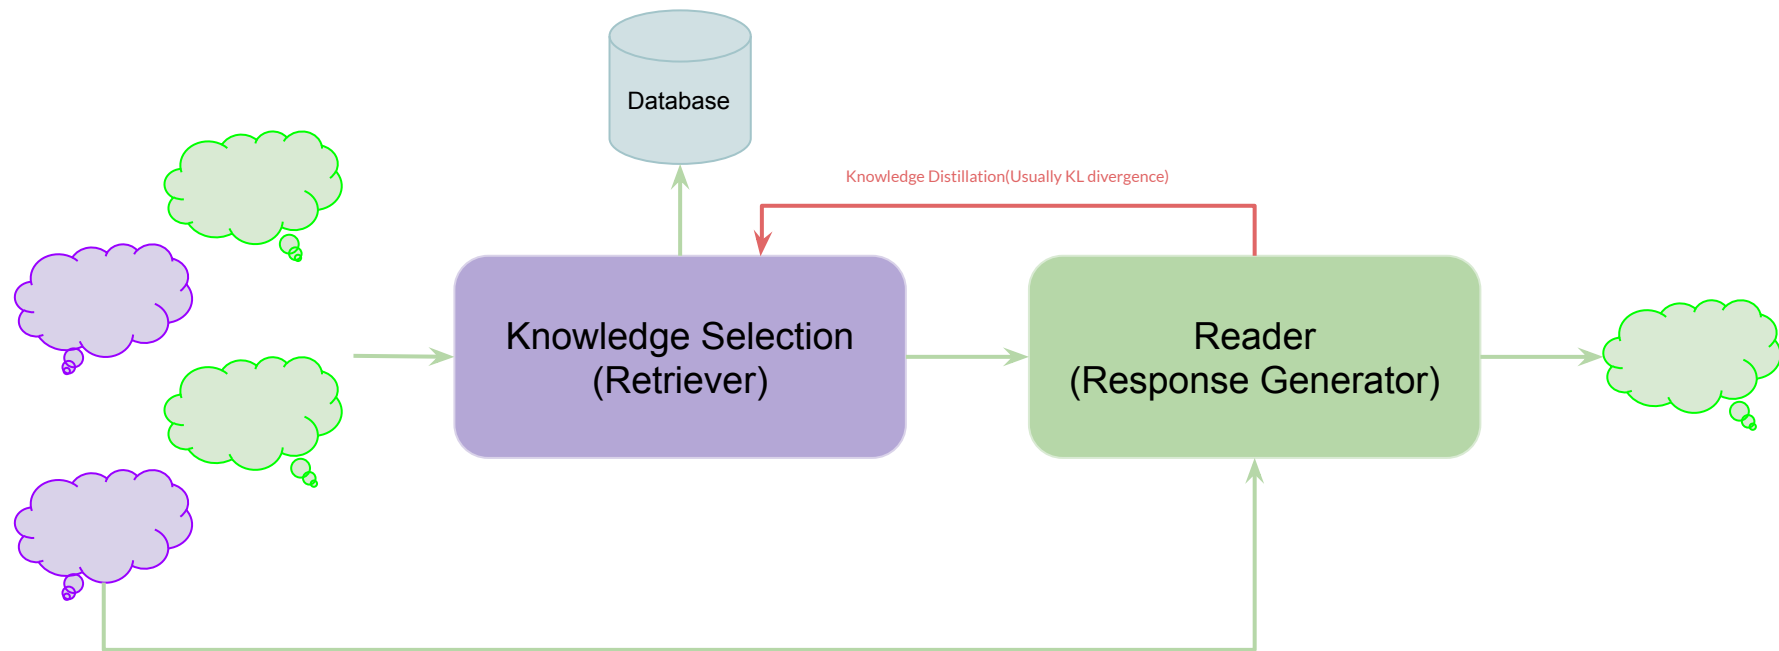 Database
Knowledge Distillation(Usually KL divergence)
Knowledge Selection
(Retriever)
Reader
(Response Generator)